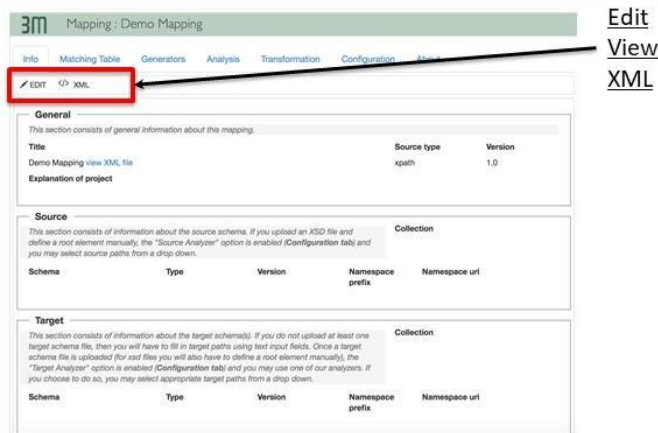 3M Mapping : Demo Mapping
Info Matching Table Generators Analysis Transformation Configuration About
EDIT </> XML
General
This section consists of general information about this mapping.
Title Source type Version
Demo Mapping view XML file xpath 1.0
Explanation of project
Source
This section consists of information about the source schema. If you upload an XSD file and
define a root element manually, the "Source Analyzer" option is enabled (Configuration tab) and
you may select source paths from a drop down.
Collection
Schema Type Version Namespace prefix Namespace uri
Target
This section consists of information about the target schema(s). If you do not upload at least one
target schema file, then you will have to fill in target paths using text input fields. Once a target
schema file is uploaded (for xsd files you will also have to define a root element manually), the
"Target Analyzer" option is enabled (Configuration tab) and you may use one of our analyzers. If
you choose to do so, you may select appropriate target paths from a drop down.
Collection
Schema Type Version Namespace prefix Namespace uri
Edit
View
XML